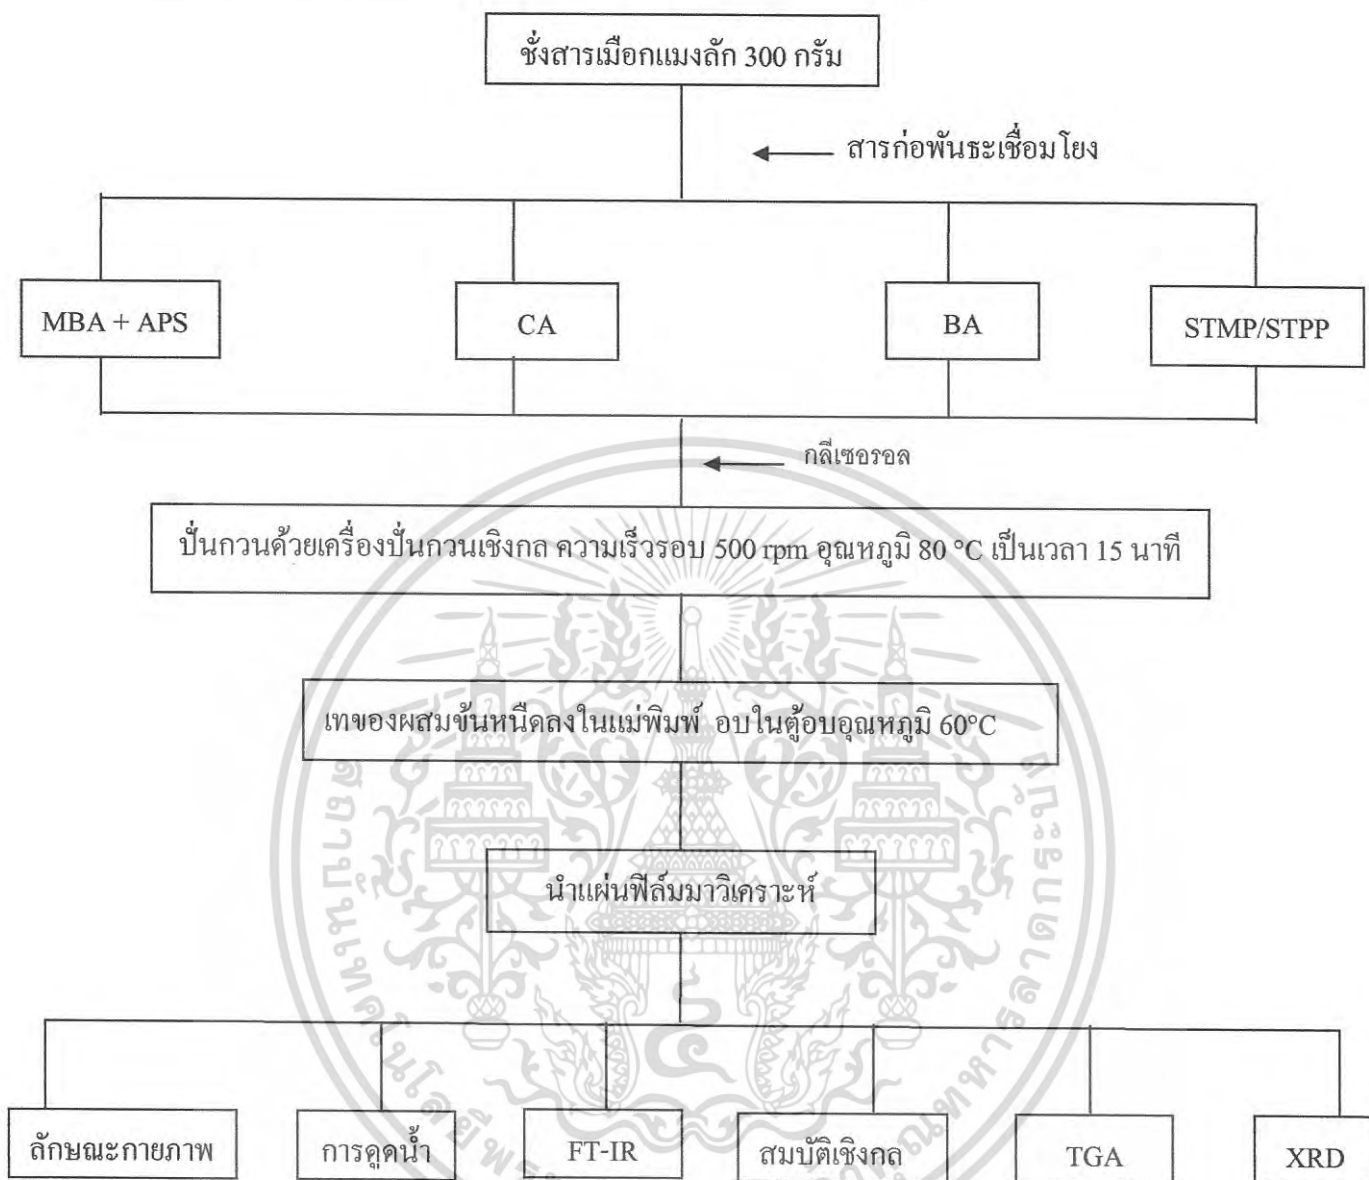 ชั่งสารเมือกแมงลัก 300 กรัม
สารก่อพันธะเชื่อมโยง
MBA + APS
CA
BA
STMP/STPP
กลีเซอรอล
ปั่นกวนด้วยเครื่องปั่นกวนเชิงกล ความเร็วรอบ 500 rpm อุณหภูมิ 80 °C เป็นเวลา 15 นาที
เทของผสมข้นหนืดลงในแม่พิมพ์ อบในตู้อบอุณหภูมิ 60°C
นำแผ่นฟิล์มมาวิเคราะห์
ลักษณะกายภาพ
การดูดน้ำ
FT-IR
สมบัติเชิงกล
TGA
XRD